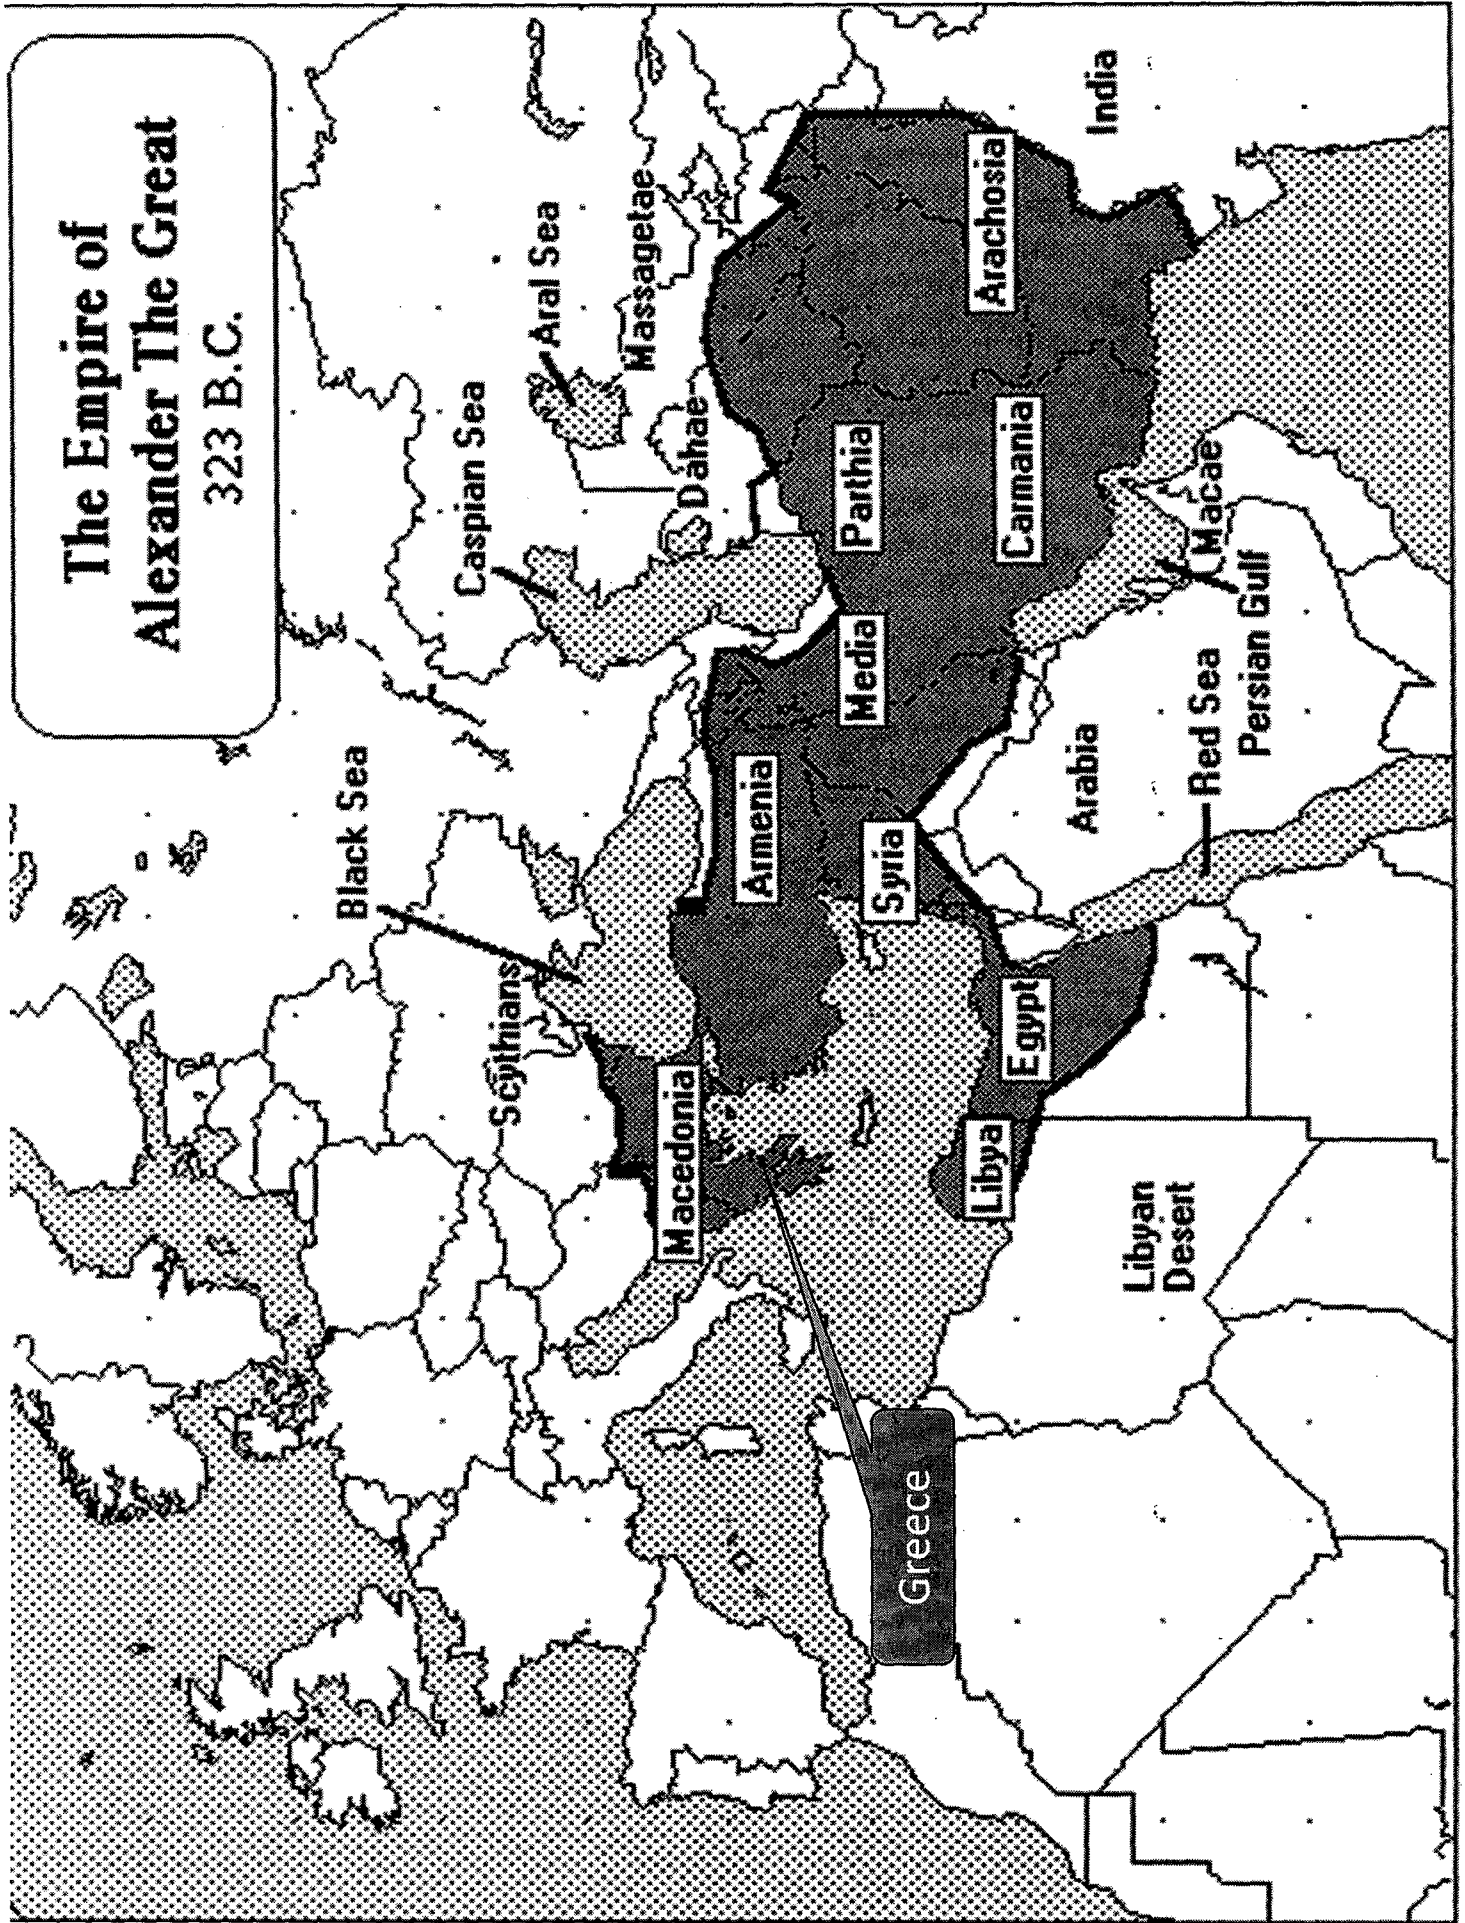 The Empire of
Alexander The Great
323 B.C.
Black Sea
Caspian Sea
Aral Sea
Scythians
Massagetae
Dahae
Macedonia
Armenia
Media
Parthia
Syria
Carmania
Arachosia
Greece
Libya
Egypt
Arabia
India
Libyan
Desert
Red Sea
Persian Gulf
Macae